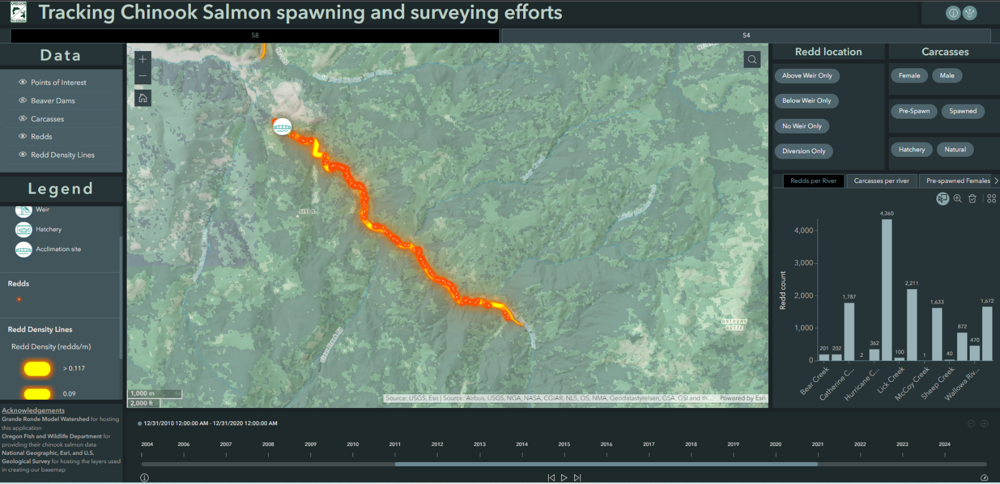 OREGON
Tracking Chinook Salmon spawning and surveying efforts
58
54
Data
Points of Interest
Beaver Dams
Carcasses
Redds
Redd Density Lines
Legend
Weir
Hatchery
Acclimation site
Redds
Redd Density Lines
Redd Density (redds/m)
> 0.117
0.09
Acknowledgements
Grande Ronde Model Watershed for hosting
this application
Oregon Fish and Wildlife Department for
providing their chinook salmon data
National Geographic, Esri, and U.S.
Geological Survey for hosting the layers used
in creating our basemap
5191 ft
Clear Creek Rd
ANTHONY
BUTTE
1,000 m
2,000 ft
Source: USGS, Esri | Source: Airbus, USGS, NGA, NASA, CGIAR, NLS, OS, NMA, Geodatastyrelsen, GSA, GSI and th...
Powered by Esri
Redd location
Above Weir Only
Below Weir Only
No Weir Only
Diversion Only
Carcasses
Female
Male
Pre-Spawn
Spawned
Hatchery
Natural
Redds per River
Carcasses per river
Pre-spawned Females
Redd count
4,000
3,000
2,000
1,000
0
201
202
1,787
2
362
4,360
100
2,211
1
1,633
40
872
470
1,672
Bear Creek
Catherine C...
Hurricane C...
Lick Creek
McCoy Creek
Sheep Creek
Wallowa Riv...
12/31/2010 12:00:00 AM - 12/31/2020 12:00:00 AM
2004 2006 2007 2008 2009 2010 2011 2012 2013 2014 2015 2016 2017 2018 2019 2020 2021 2022 2023 2024